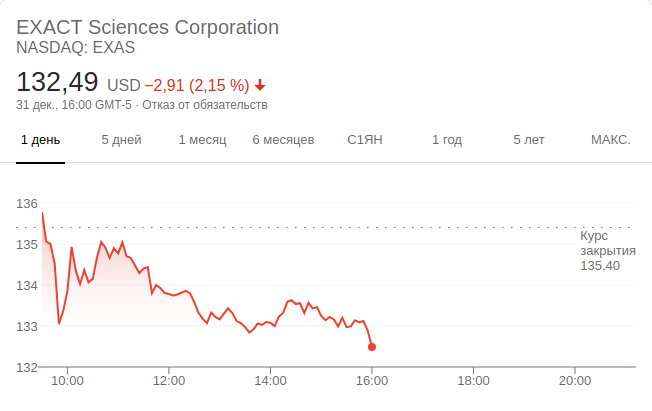 EXACT Sciences Corporation
NASDAQ: EXAS
132,49 USD −2,91 (2,15 %)
31 дек., 16:00 GMT-5 · Отказ от обязательств
1 день 5 дней 1 месяц 6 месяцев С1ЯН 1 год 5 лет МАКС.
136
135
134
133
132
Курс
закрытия
135,40
10:00 12:00 14:00 16:00 18:00 20:00